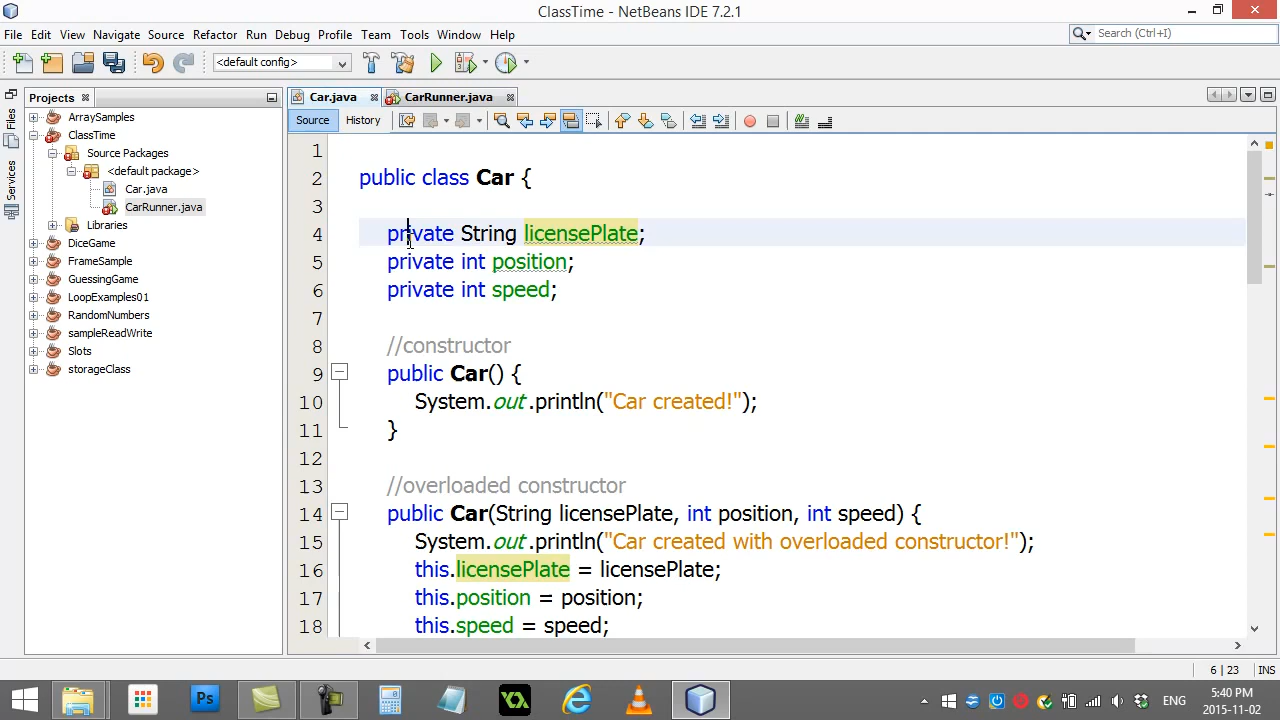 ClassTime - NetBeans IDE 7.2.1
File Edit View Navigate Source Refactor Run Debug Profile Team Tools Window Help
Search (Ctrl+I)
<default config>
Files
Services
Projects
ArraySamples
ClassTime
Source Packages
<default package>
Car.java
CarRunner.java
Libraries
DiceGame
FrameSample
GuessingGame
LoopExamples01
RandomNumbers
sampleReadWrite
Slots
storageClass
Car.java CarRunner.java
Source History
1
2 public class Car {
3
4 private String licensePlate;
5 private int position;
6 private int speed;
7
8 //constructor
9 public Car() {
10 System.out.println("Car created!");
11 }
12
13 //overloaded constructor
14 public Car(String licensePlate, int position, int speed) {
15 System.out.println("Car created with overloaded constructor!");
16 this.licensePlate = licensePlate;
17 this.position = position;
18 this.speed = speed;
6 | 23 INS
Ps
ENG
5:40 PM
2015-11-02